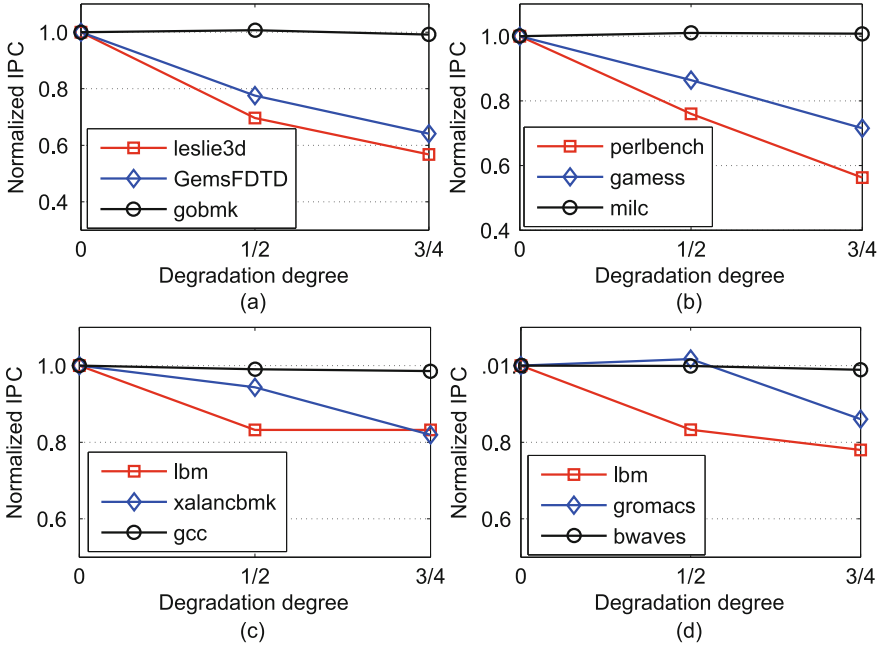 Normalized IPC
1.0
0.8
0.6
0.4
leslie3d
GemsFDTD
gobmk
0
1/2
3/4
Degradation degree
(a)
Normalized IPC
1.0
0.8
0.6
0.4
perlbench
gamess
milc
0
1/2
3/4
Degradation degree
(b)
Normalized IPC
1.0
0.8
0.6
lbm
xalancbmk
gcc
0
1/2
3/4
Degradation degree
(c)
Normalized IPC
.01
0.8
0.6
lbm
gromacs
bwaves
0
1/2
3/4
Degradation degree
(d)